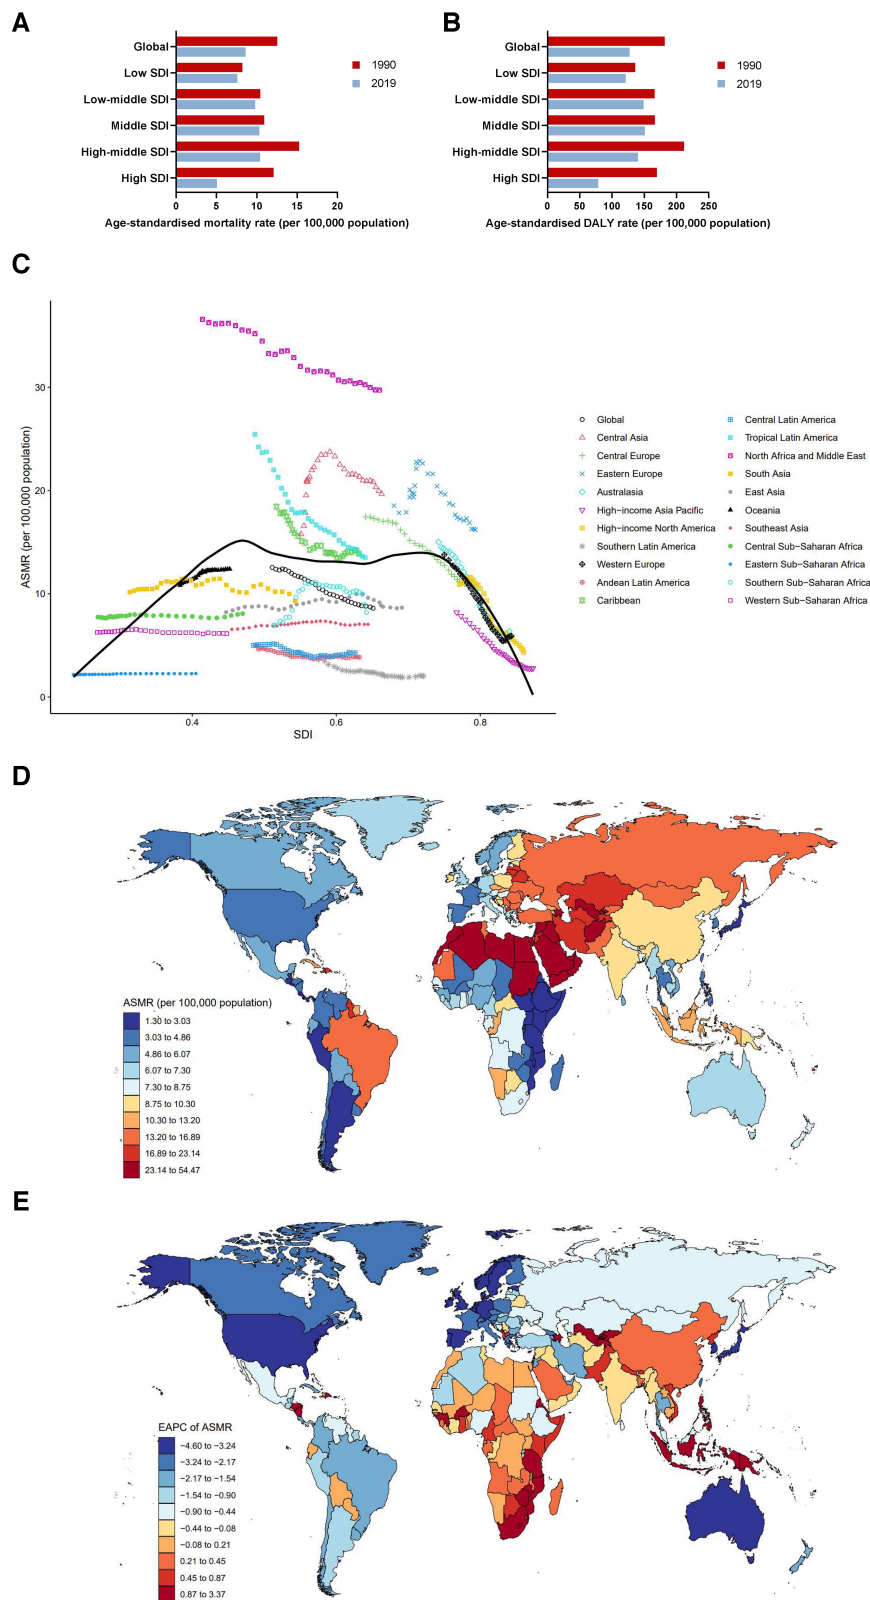 A
B
Global
Low SDI
Low-middle SDI
Middle SDI
High-middle SDI
High SDI
0 5 10 15 20
Age-standardised mortality rate (per 100,000 population)
1990
2019
Global
Low SDI
Low-middle SDI
Middle SDI
High-middle SDI
High SDI
0 50 100 150 200 250
Age-standardised DALY rate (per 100,000 population)
1990
2019
C
ASMR (per 100,000 population)
30
20
10
0
0.4 0.6 0.8
SDI
Global
Central Asia
Central Europe
Eastern Europe
Australasia
High−income Asia Pacific
High−income North America
Southern Latin America
Western Europe
Andean Latin America
Caribbean
Central Latin America
Tropical Latin America
North Africa and Middle East
South Asia
East Asia
Oceania
Southeast Asia
Central Sub−Saharan Africa
Eastern Sub−Saharan Africa
Southern Sub−Saharan Africa
Western Sub−Saharan Africa
D
ASMR (per 100,000 population)
1.30 to 3.03
3.03 to 4.86
4.86 to 6.07
6.07 to 7.30
7.30 to 8.75
8.75 to 10.30
10.30 to 13.20
13.20 to 16.89
16.89 to 23.14
23.14 to 54.47
E
EAPC of ASMR
−4.60 to −3.24
−3.24 to −2.17
−2.17 to −1.54
−1.54 to −0.90
−0.90 to −0.44
−0.44 to −0.08
−0.08 to 0.21
0.21 to 0.45
0.45 to 0.87
0.87 to 3.37